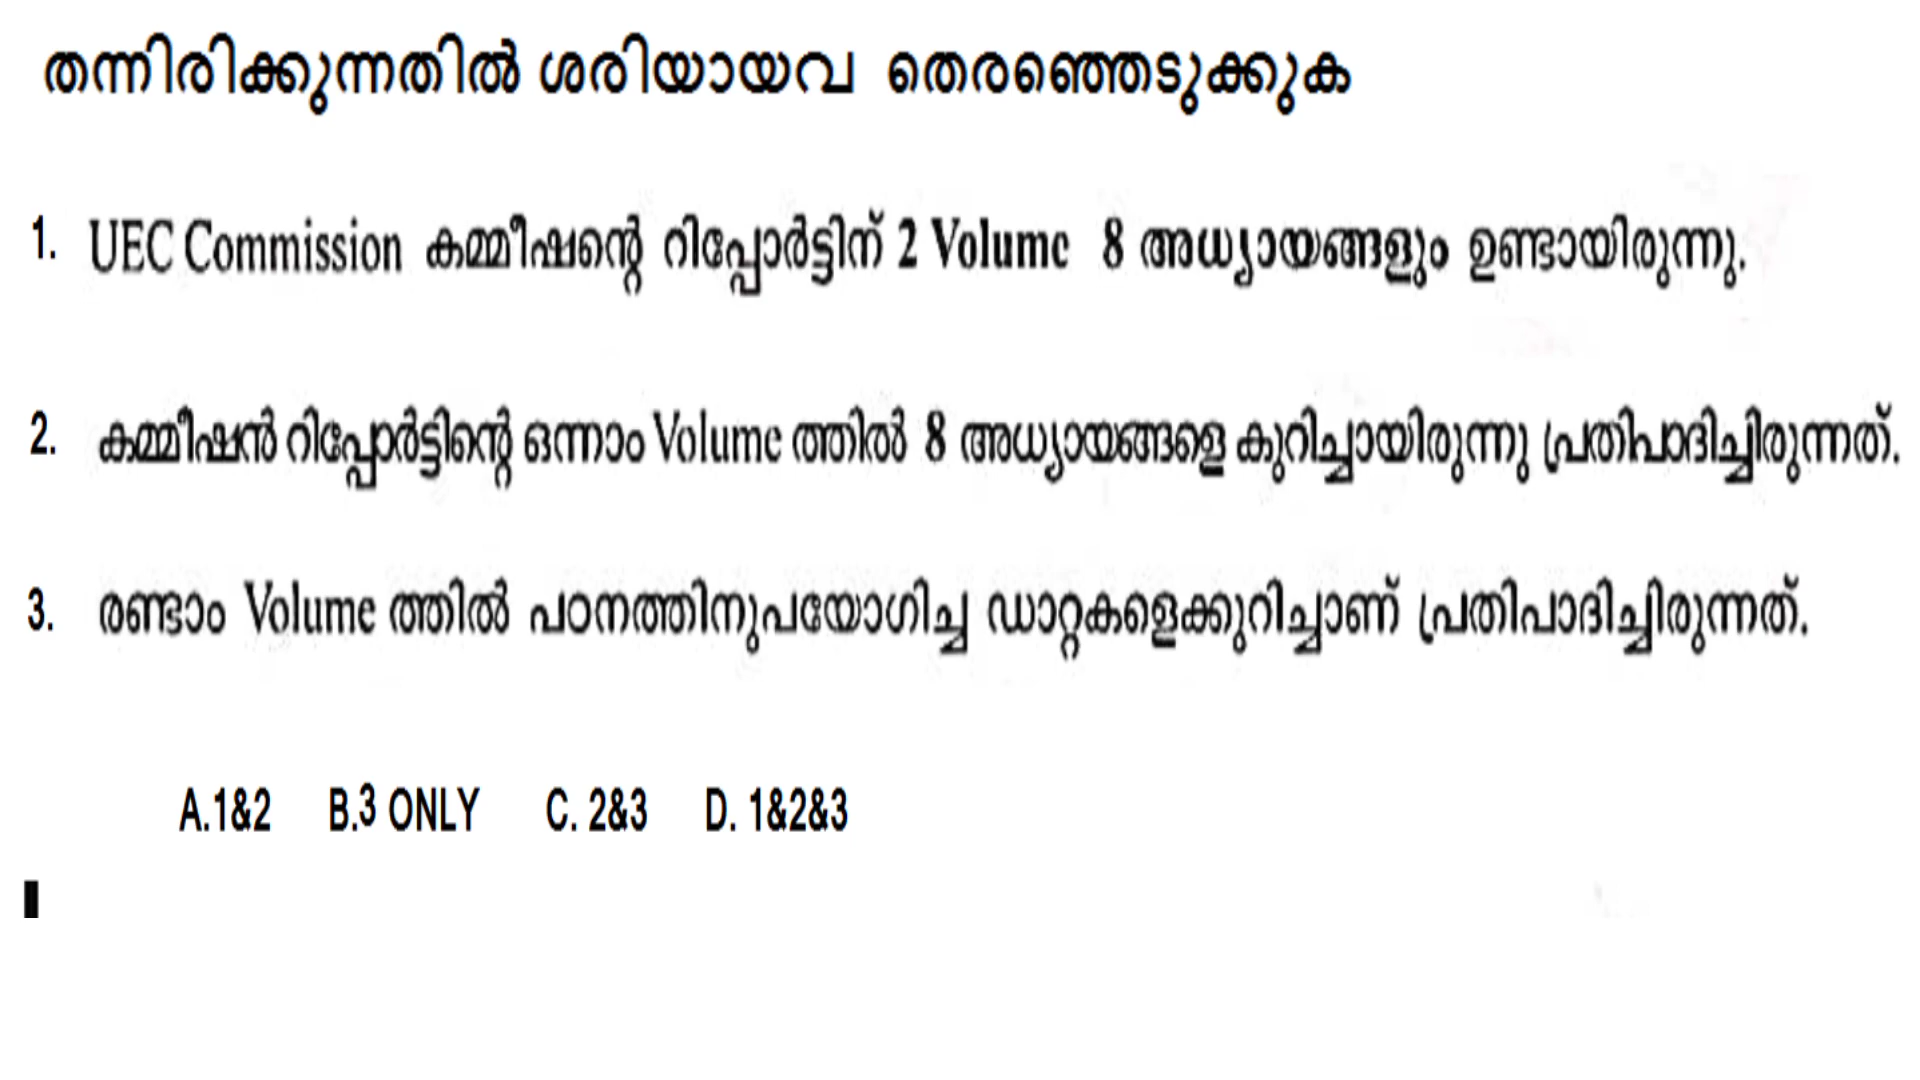 തന്നിരിക്കുന്നതിൽ ശരിയായവ തെരഞ്ഞെടുക്കുക
1. UEC Commission കമ്മീഷന്റെ റിപ്പോർട്ടിന് 2 Volume 8 അധ്യായങ്ങളും ഉണ്ടായിരുന്നു.
2. കമ്മീഷൻ റിപ്പോർട്ടിന്റെ ഒന്നാം Volume ത്തിൽ 8 അധ്യായങ്ങളെ കുറിച്ചായിരുന്നു പ്രതിപാദിച്ചിരുന്നത്.
3. രണ്ടാം Volume ത്തിൽ പഠനത്തിനുപയോഗിച്ച ഡാറ്റകളെക്കുറിച്ചാണ് പ്രതിപാദിച്ചിരുന്നത്.
A.1&2 B.3 ONLY C. 2&3 D. 1&2&3